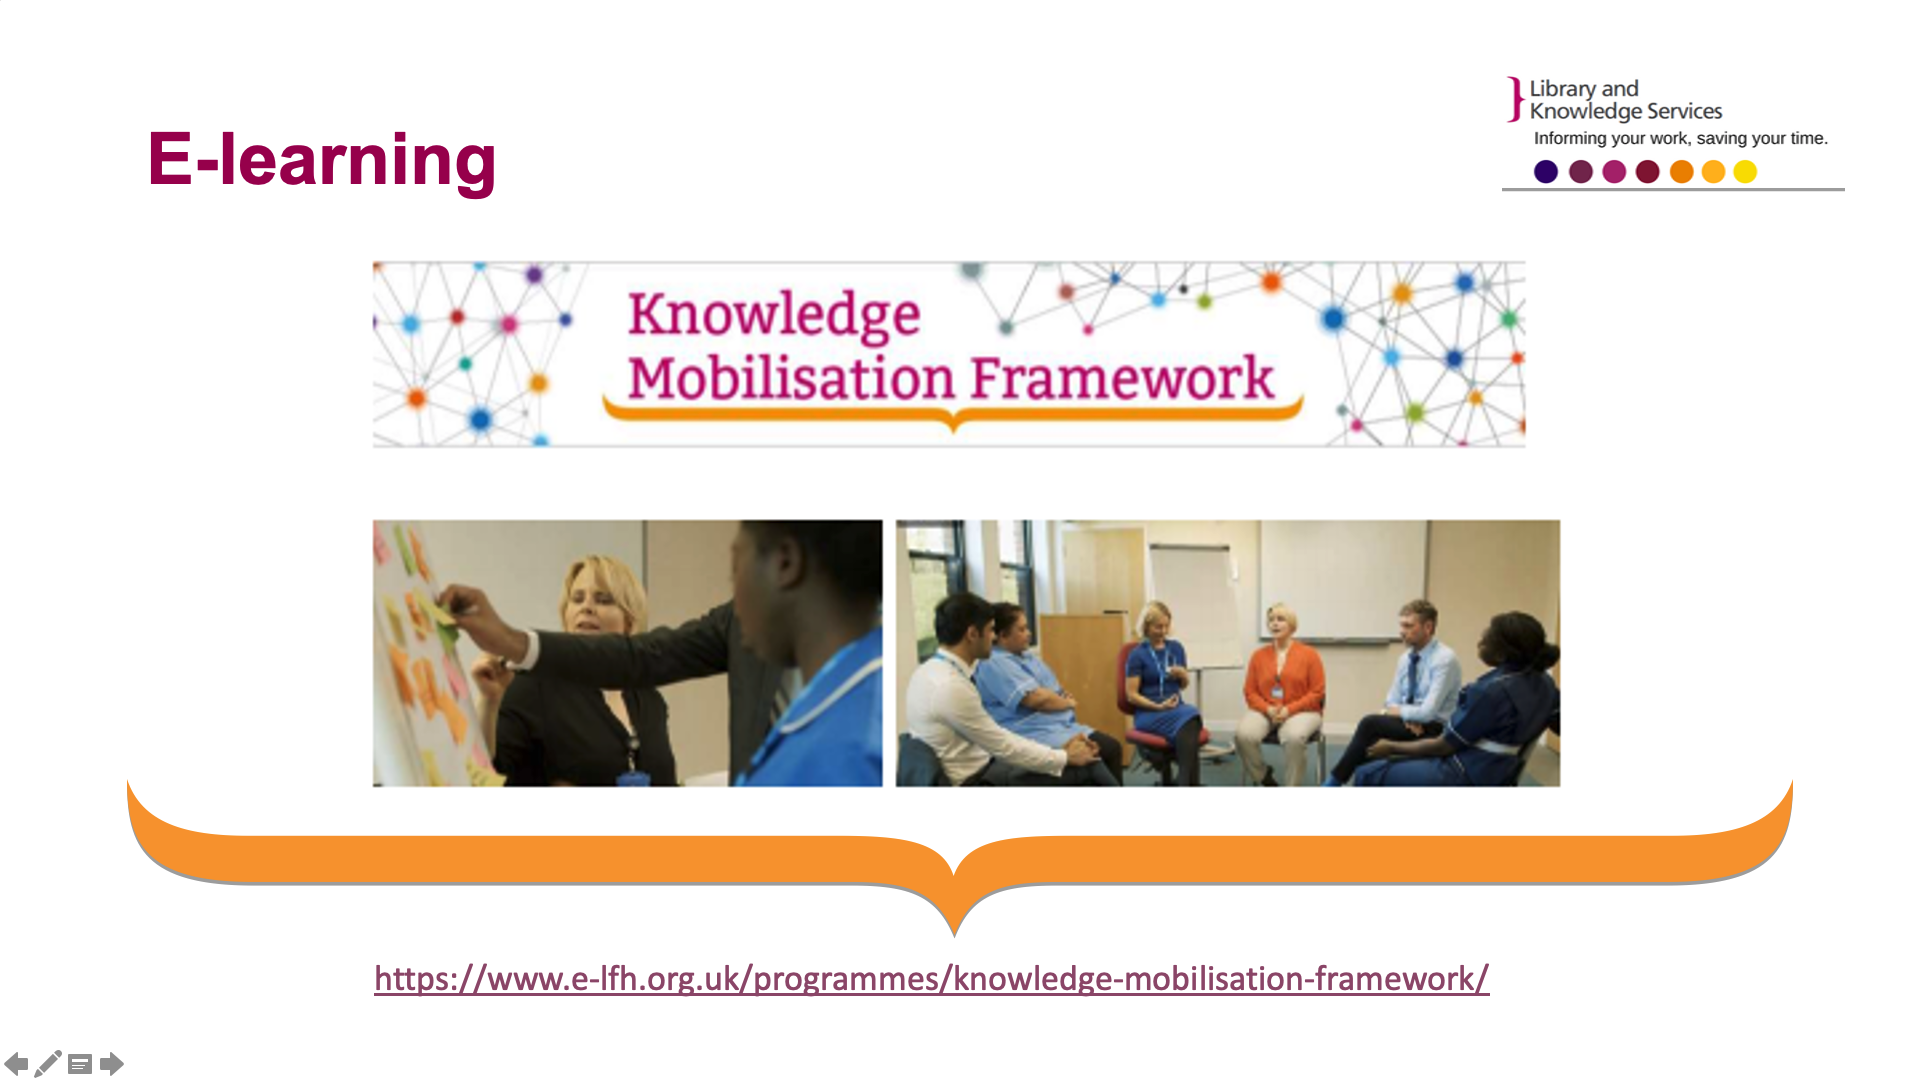 E-learning
Library and
Knowledge Services
Informing your work, saving your time.
Knowledge
Mobilisation Framework
https://www.e-lfh.org.uk/programmes/knowledge-mobilisation-framework/